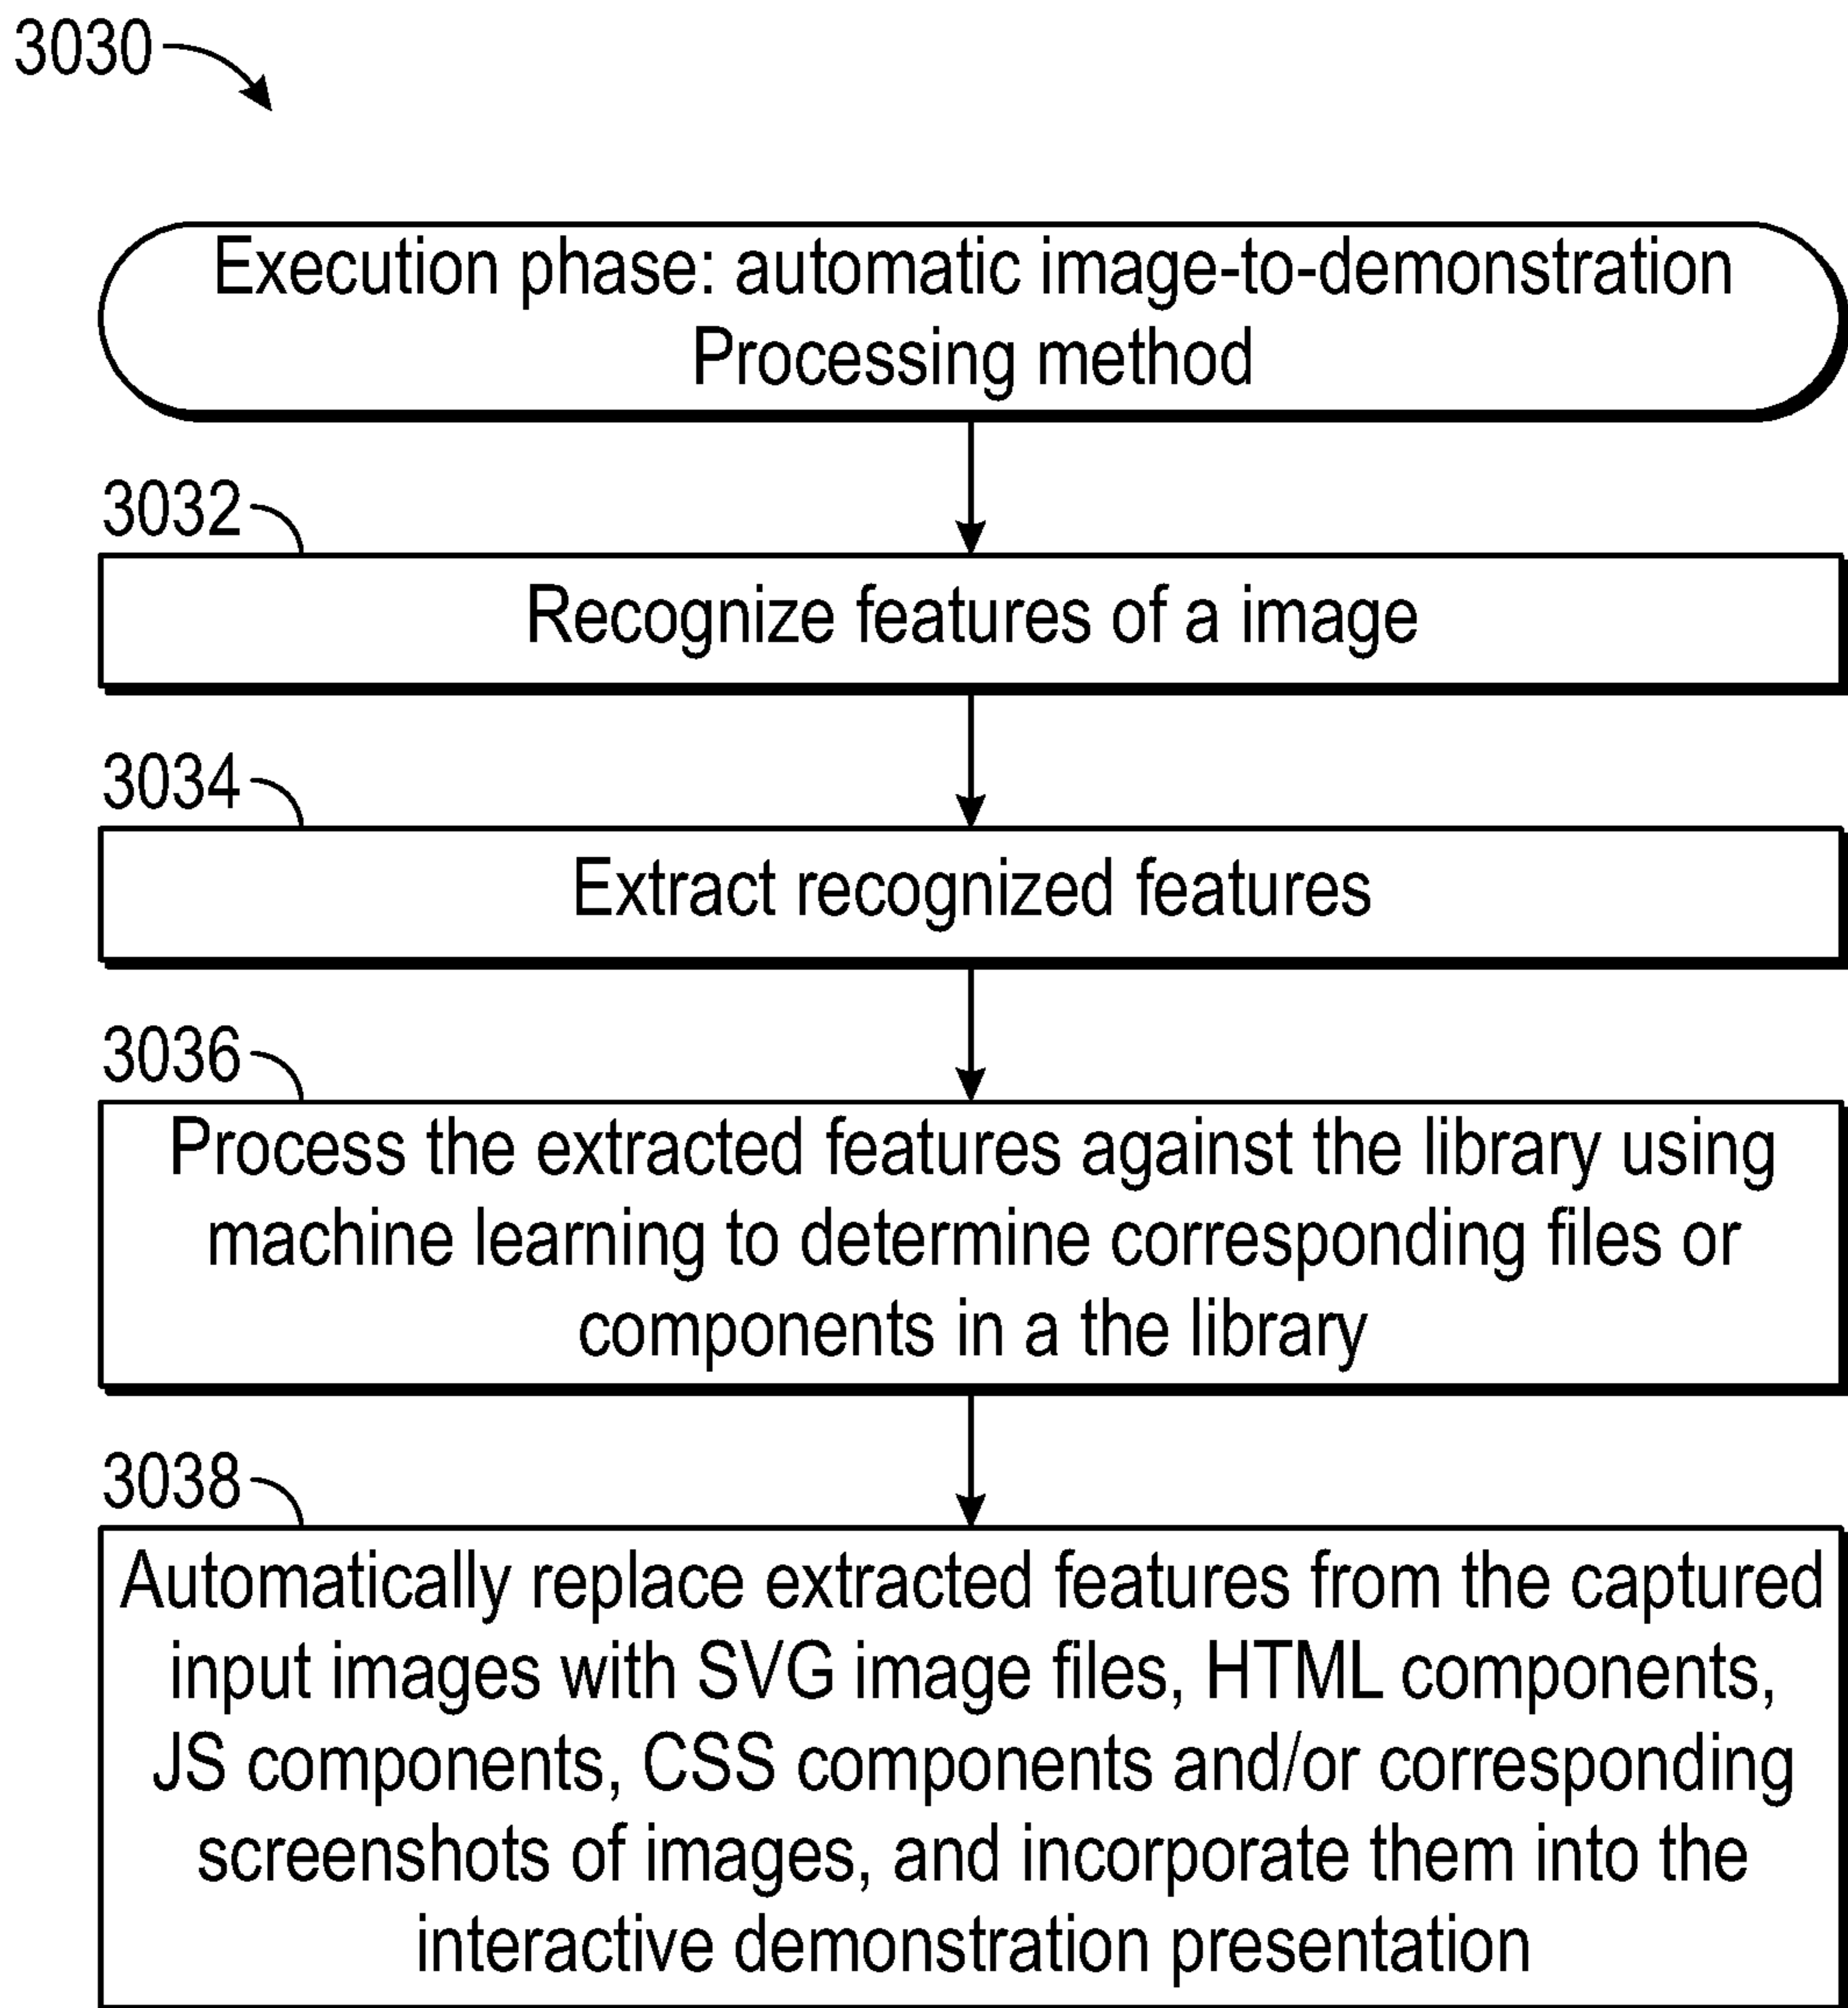 3030
Execution phase: automatic image-to-demonstration
Processing method
3032
Recognize features of a image
3034
Extract recognized features
3036
Process the extracted features against the library using
machine learning to determine corresponding files or
components in a the library
3038
Automatically replace extracted features from the captured
input images with SVG image files, HTML components,
JS components, CSS components and/or corresponding
screenshots of images, and incorporate them into the
interactive demonstration presentation